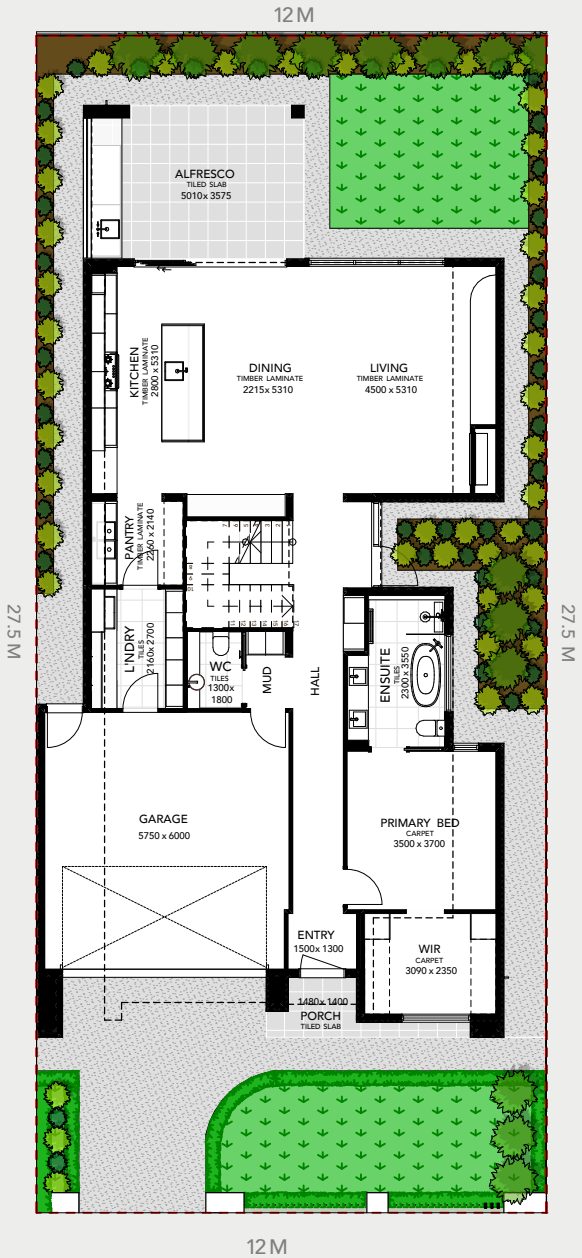 12 M
ALFRESCO
TILED SLAB
5010x 3575
KITCHEN
TIMBER LAMINATE
2800 x 5310
DINING
TIMBER LAMINATE
2215x 5310
LIVING
TIMBER LAMINATE
4500 x 5310
PANTRY
TIMBER LAMINATE
2260 x 2140
27.5 M
27.5 M
L'NDRY
TILES
2160x 2700
WC
TILES
1300x
1800
MUD
HALL
ENSUITE
TILES
2300 x 3550
GARAGE
5750 x 6000
PRIMARY BED
CARPET
3500 x 3700
ENTRY
1500x 1300
WIR
CARPET
3090 x 2350
1480x 1400
PORCH
TILED SLAB
12 M